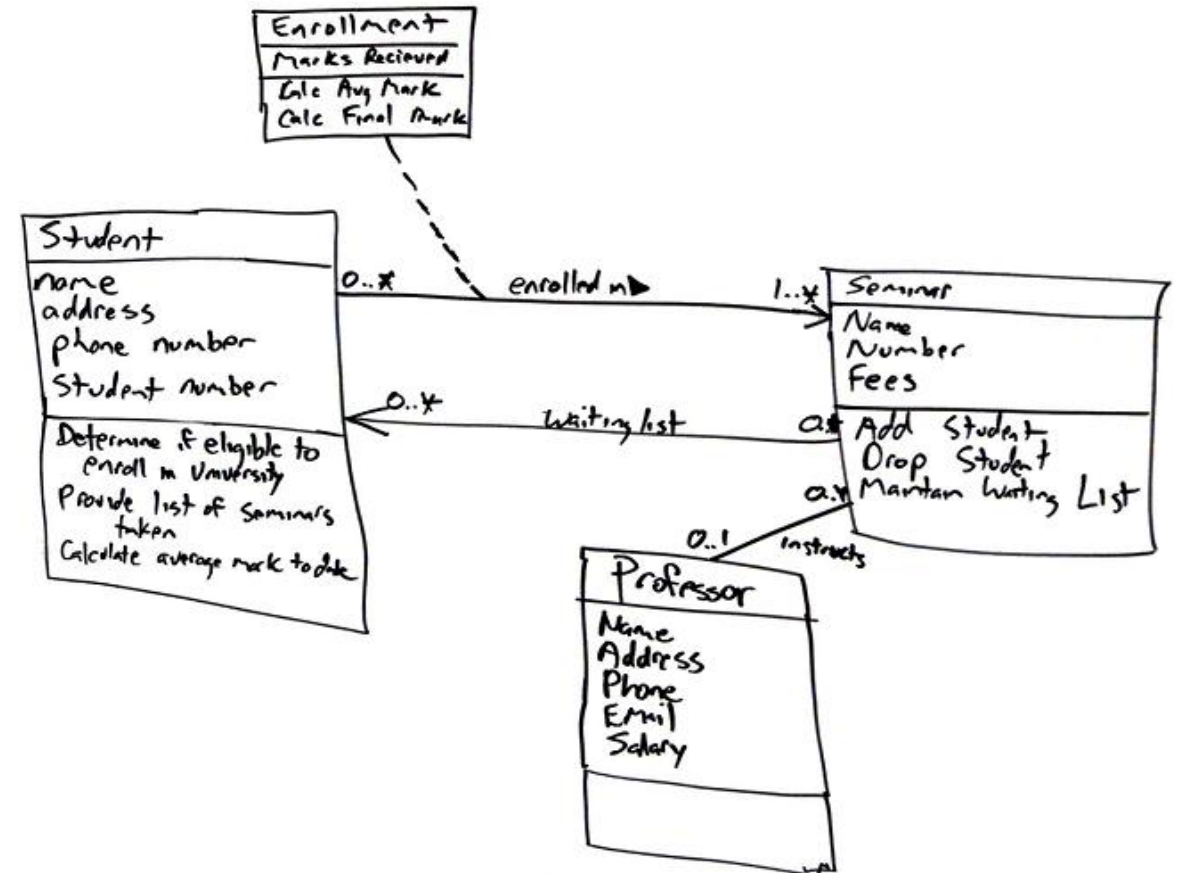 Enrollment
Marks Recieved
Calc Avg Mark
Calc Final Mark
Student
name
address
phone number
Student number
Determine if eligible to
enroll in University
Provide list of Seminars
taken
Calculate average mark to date
0..*
enrolled in
1..*
0..*
Waiting list
0..*
Seminar
Name
Number
Fees
Add Student
Drop Student
Maintain Waiting List
0..*
instructs
0..1
Professor
Name
Address
Phone
Email
Salary